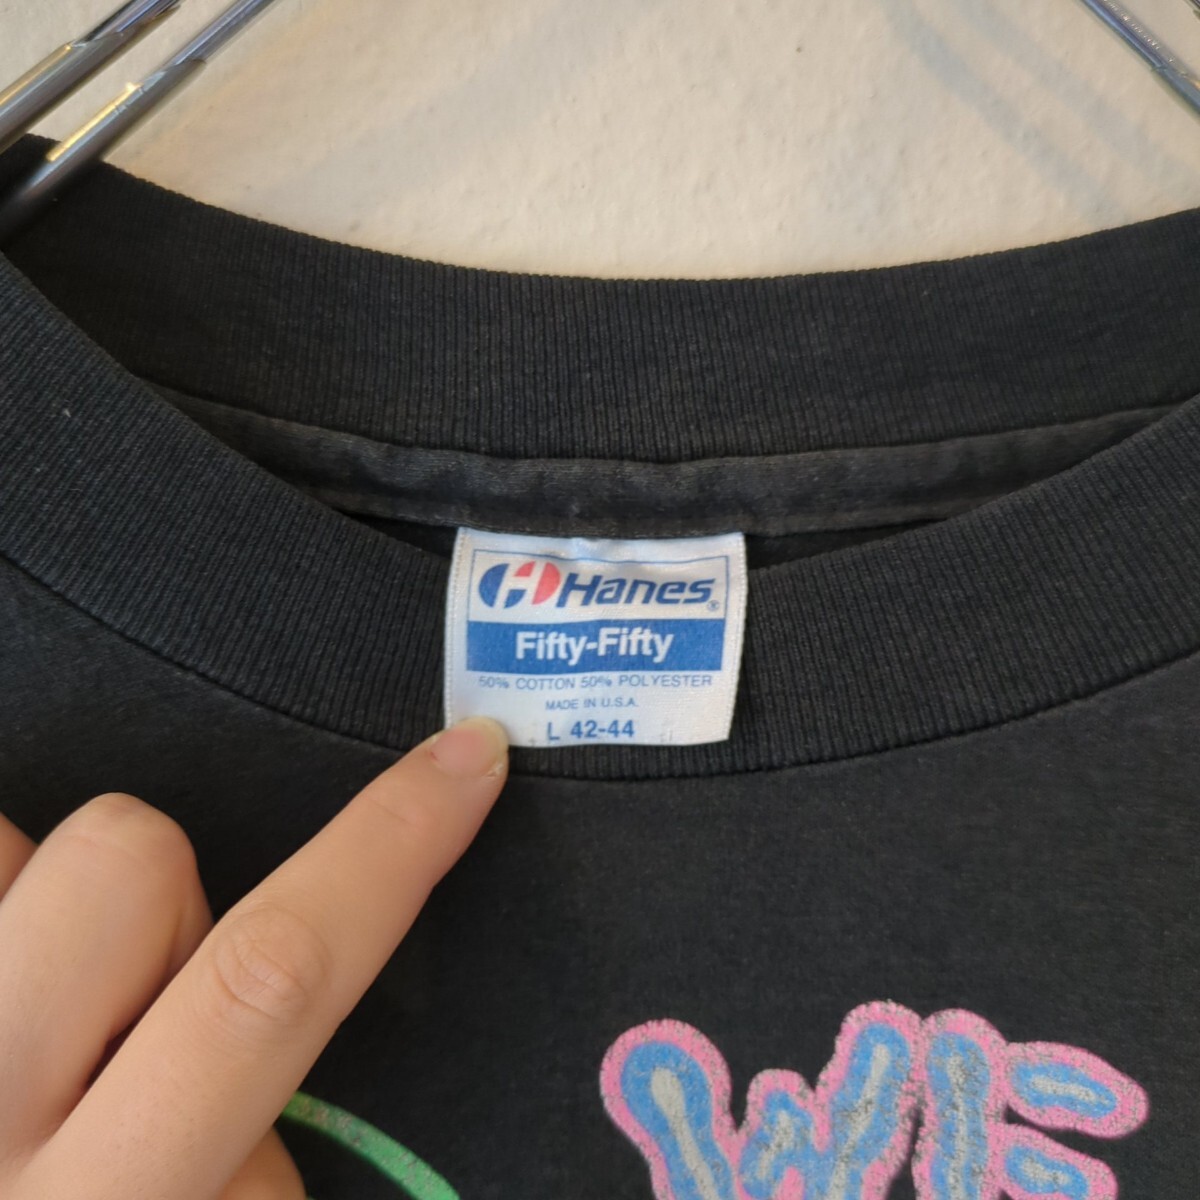 Hanes®
Fifty-Fifty
50% COTTON 50% POLYESTER
MADE IN U.S.A.
L 42-44